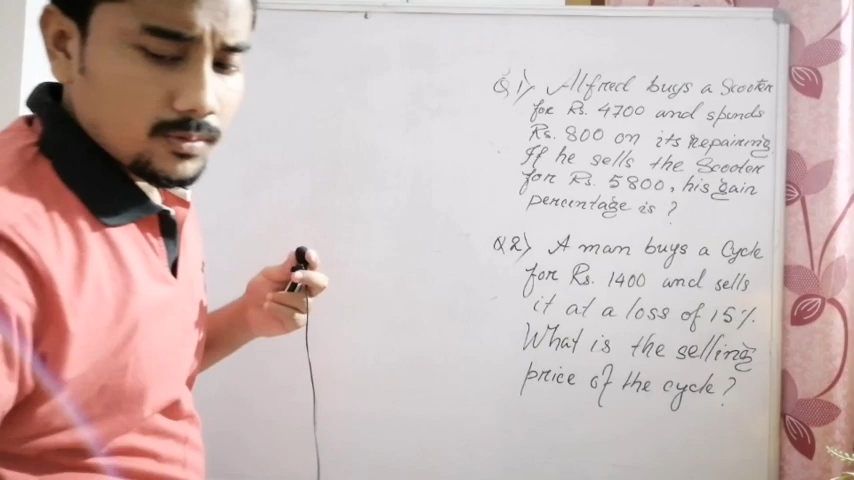 Q1) Alfred buys a Scooter
for Rs. 4700 and spends
Rs. 800 on its repairing
If he sells the Scooter
for Rs. 5800, his gain
percentage is ?
Q2) A man buys a Cycle
for Rs. 1400 and sells
it at a loss of 15%.
What is the selling
price of the cycle?